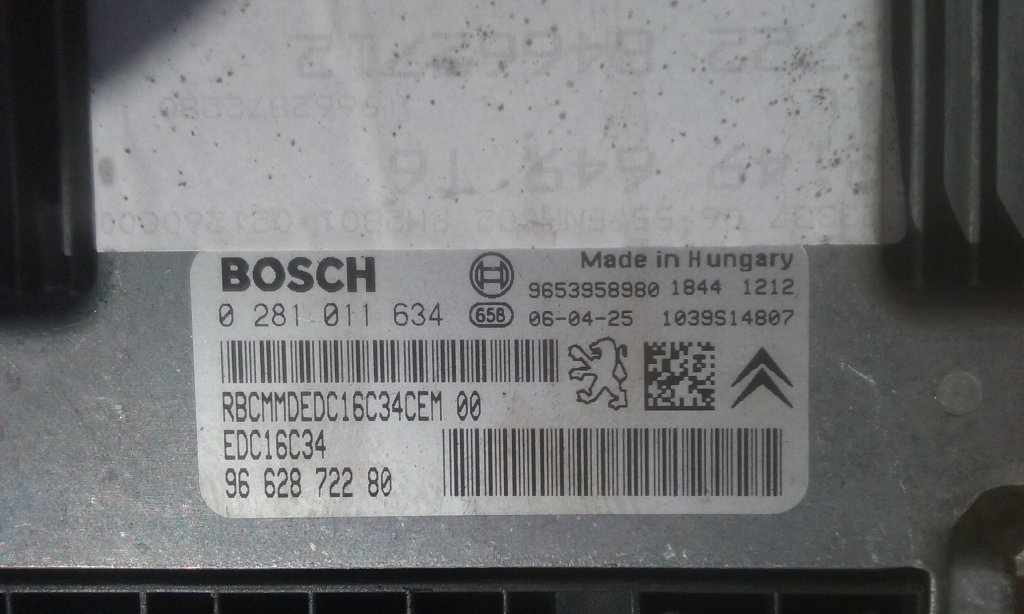 BOSCH
Made in Hungary
9653958980 1844 1212
0 281 011 634
658
06-04-25 1039S14807
RBCMMDEDC16C34CEM 00
EDC16C34
96 628 722 80